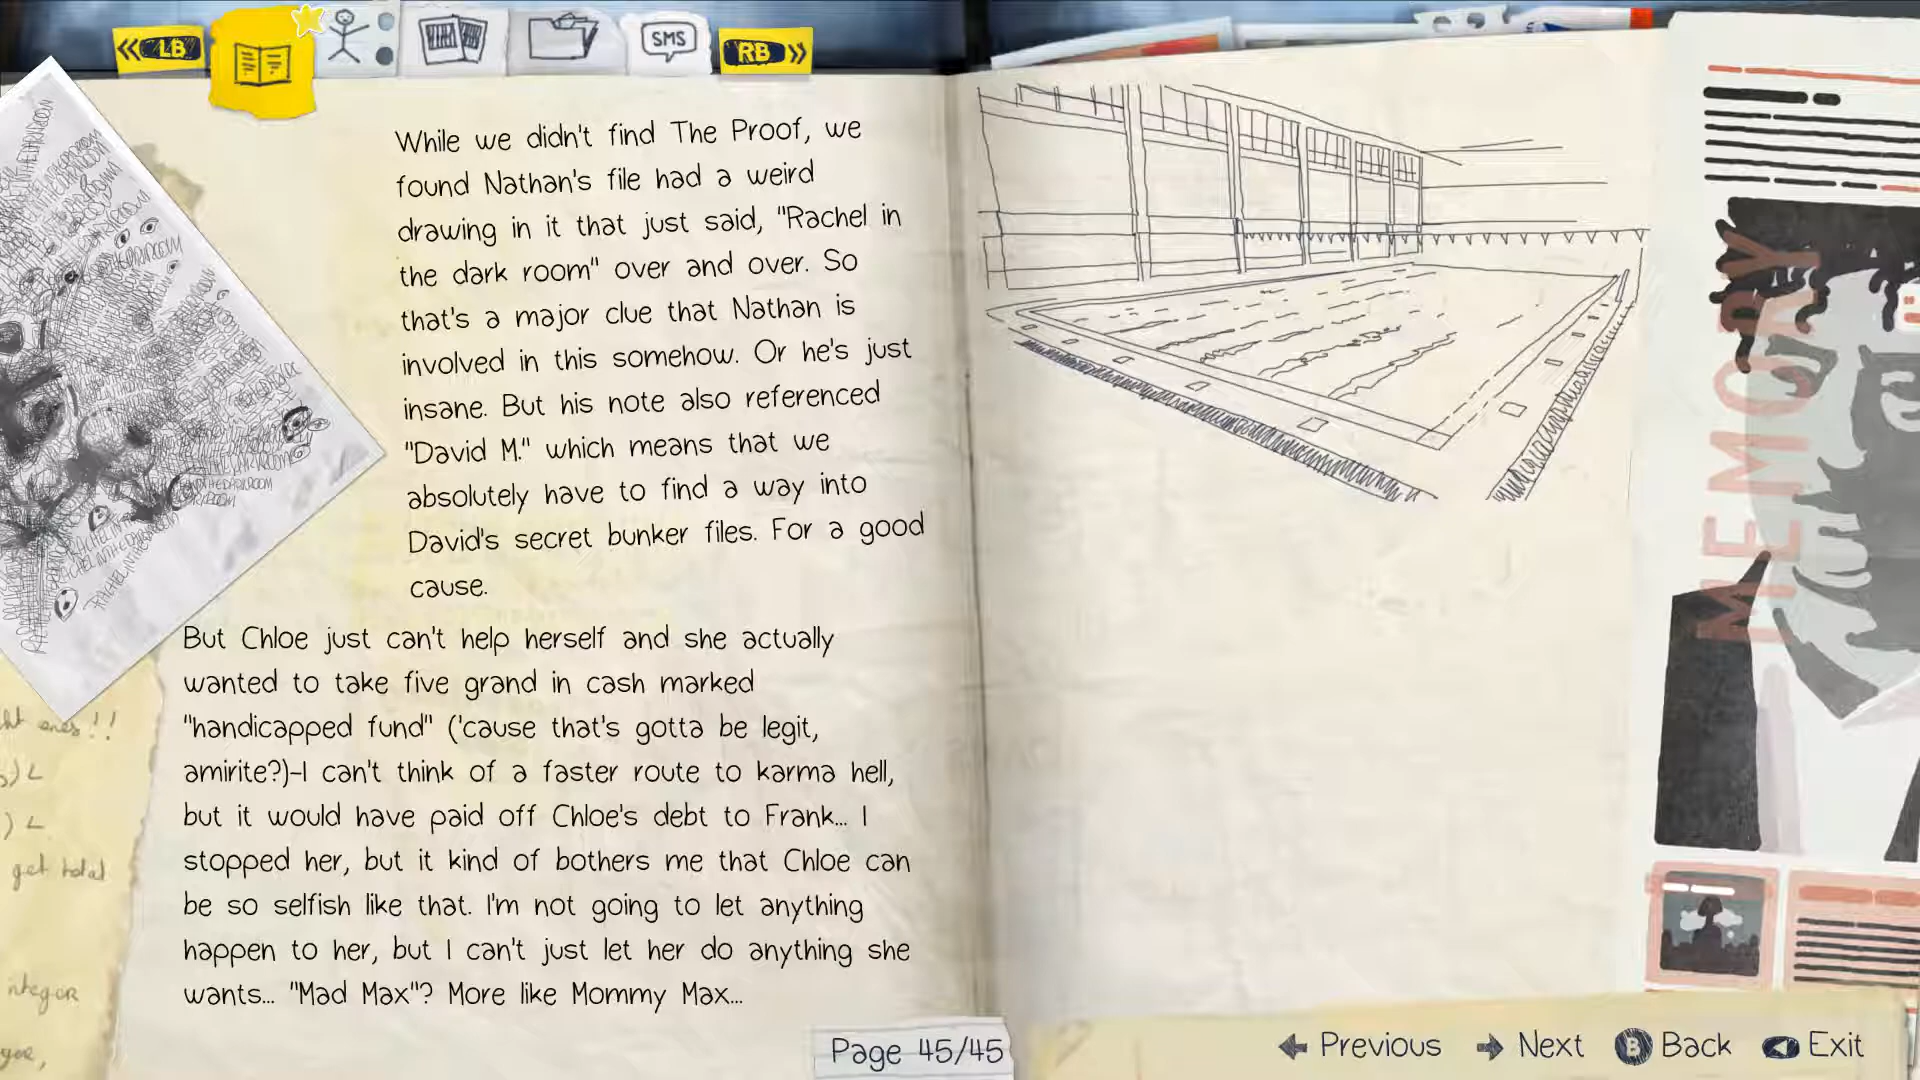 LB
SMS
RB
While we didn't find The Proof, we
found Nathan's file had a weird
drawing in it that just said, "Rachel in
the dark room" over and over. So
that's a major clue that Nathan is
involved in this somehow. Or he's just
insane. But his note also referenced
"David M." which means that we
absolutely have to find a way into
David's secret bunker files. For a good
cause.
But Chloe just can't help herself and she actually
wanted to take five grand in cash marked
"handicapped fund" ('cause that's gotta be legit,
amirite?)-I can't think of a faster route to karma hell,
but it would have paid off Chloe's debt to Frank... I
stopped her, but it kind of bothers me that Chloe can
be so selfish like that. I'm not going to let anything
happen to her, but I can't just let her do anything she
wants... "Mad Max"? More like Mommy Max...
MEMORY
Page 45/45
Previous
Next
B Back
Exit